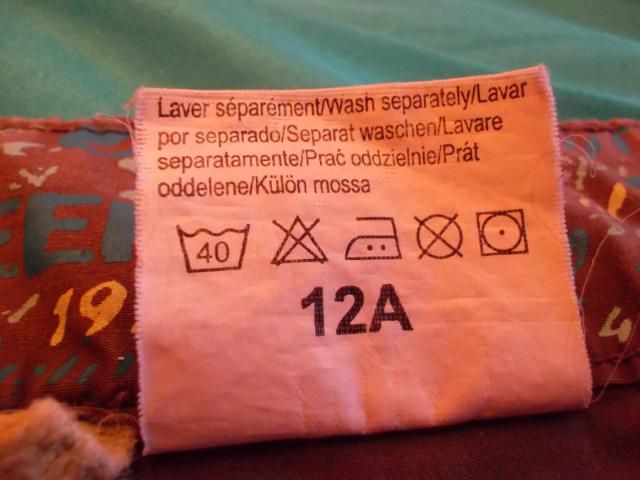 Laver séparément/Wash separately/Lavar
por separado/Separat waschen/Lavare
separatamente/Prać oddzielnie/Prát
oddelene/Külön mossa
40
12A
19